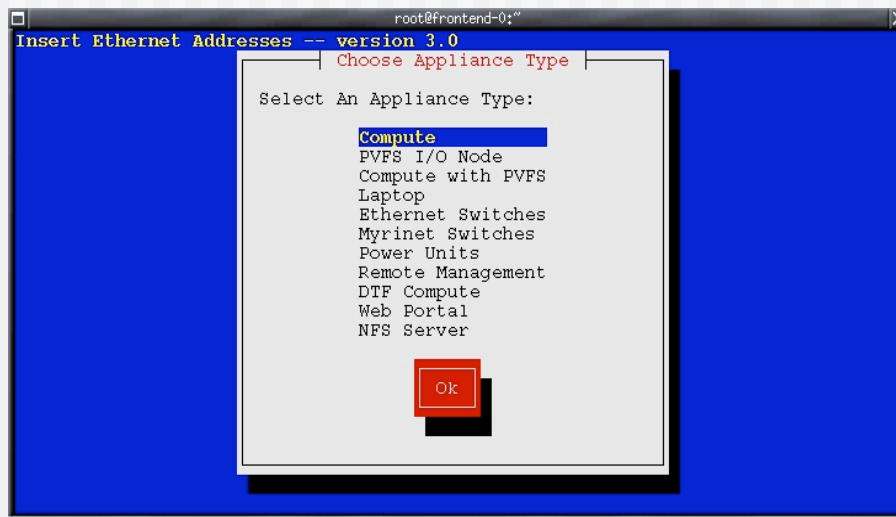 root@frontend-0:~
Insert Ethernet Addresses -- version 3.0
Choose Appliance Type
Select An Appliance Type:
Compute
PVFS I/O Node
Compute with PVFS
Laptop
Ethernet Switches
Myrinet Switches
Power Units
Remote Management
DTF Compute
Web Portal
NFS Server
Ok